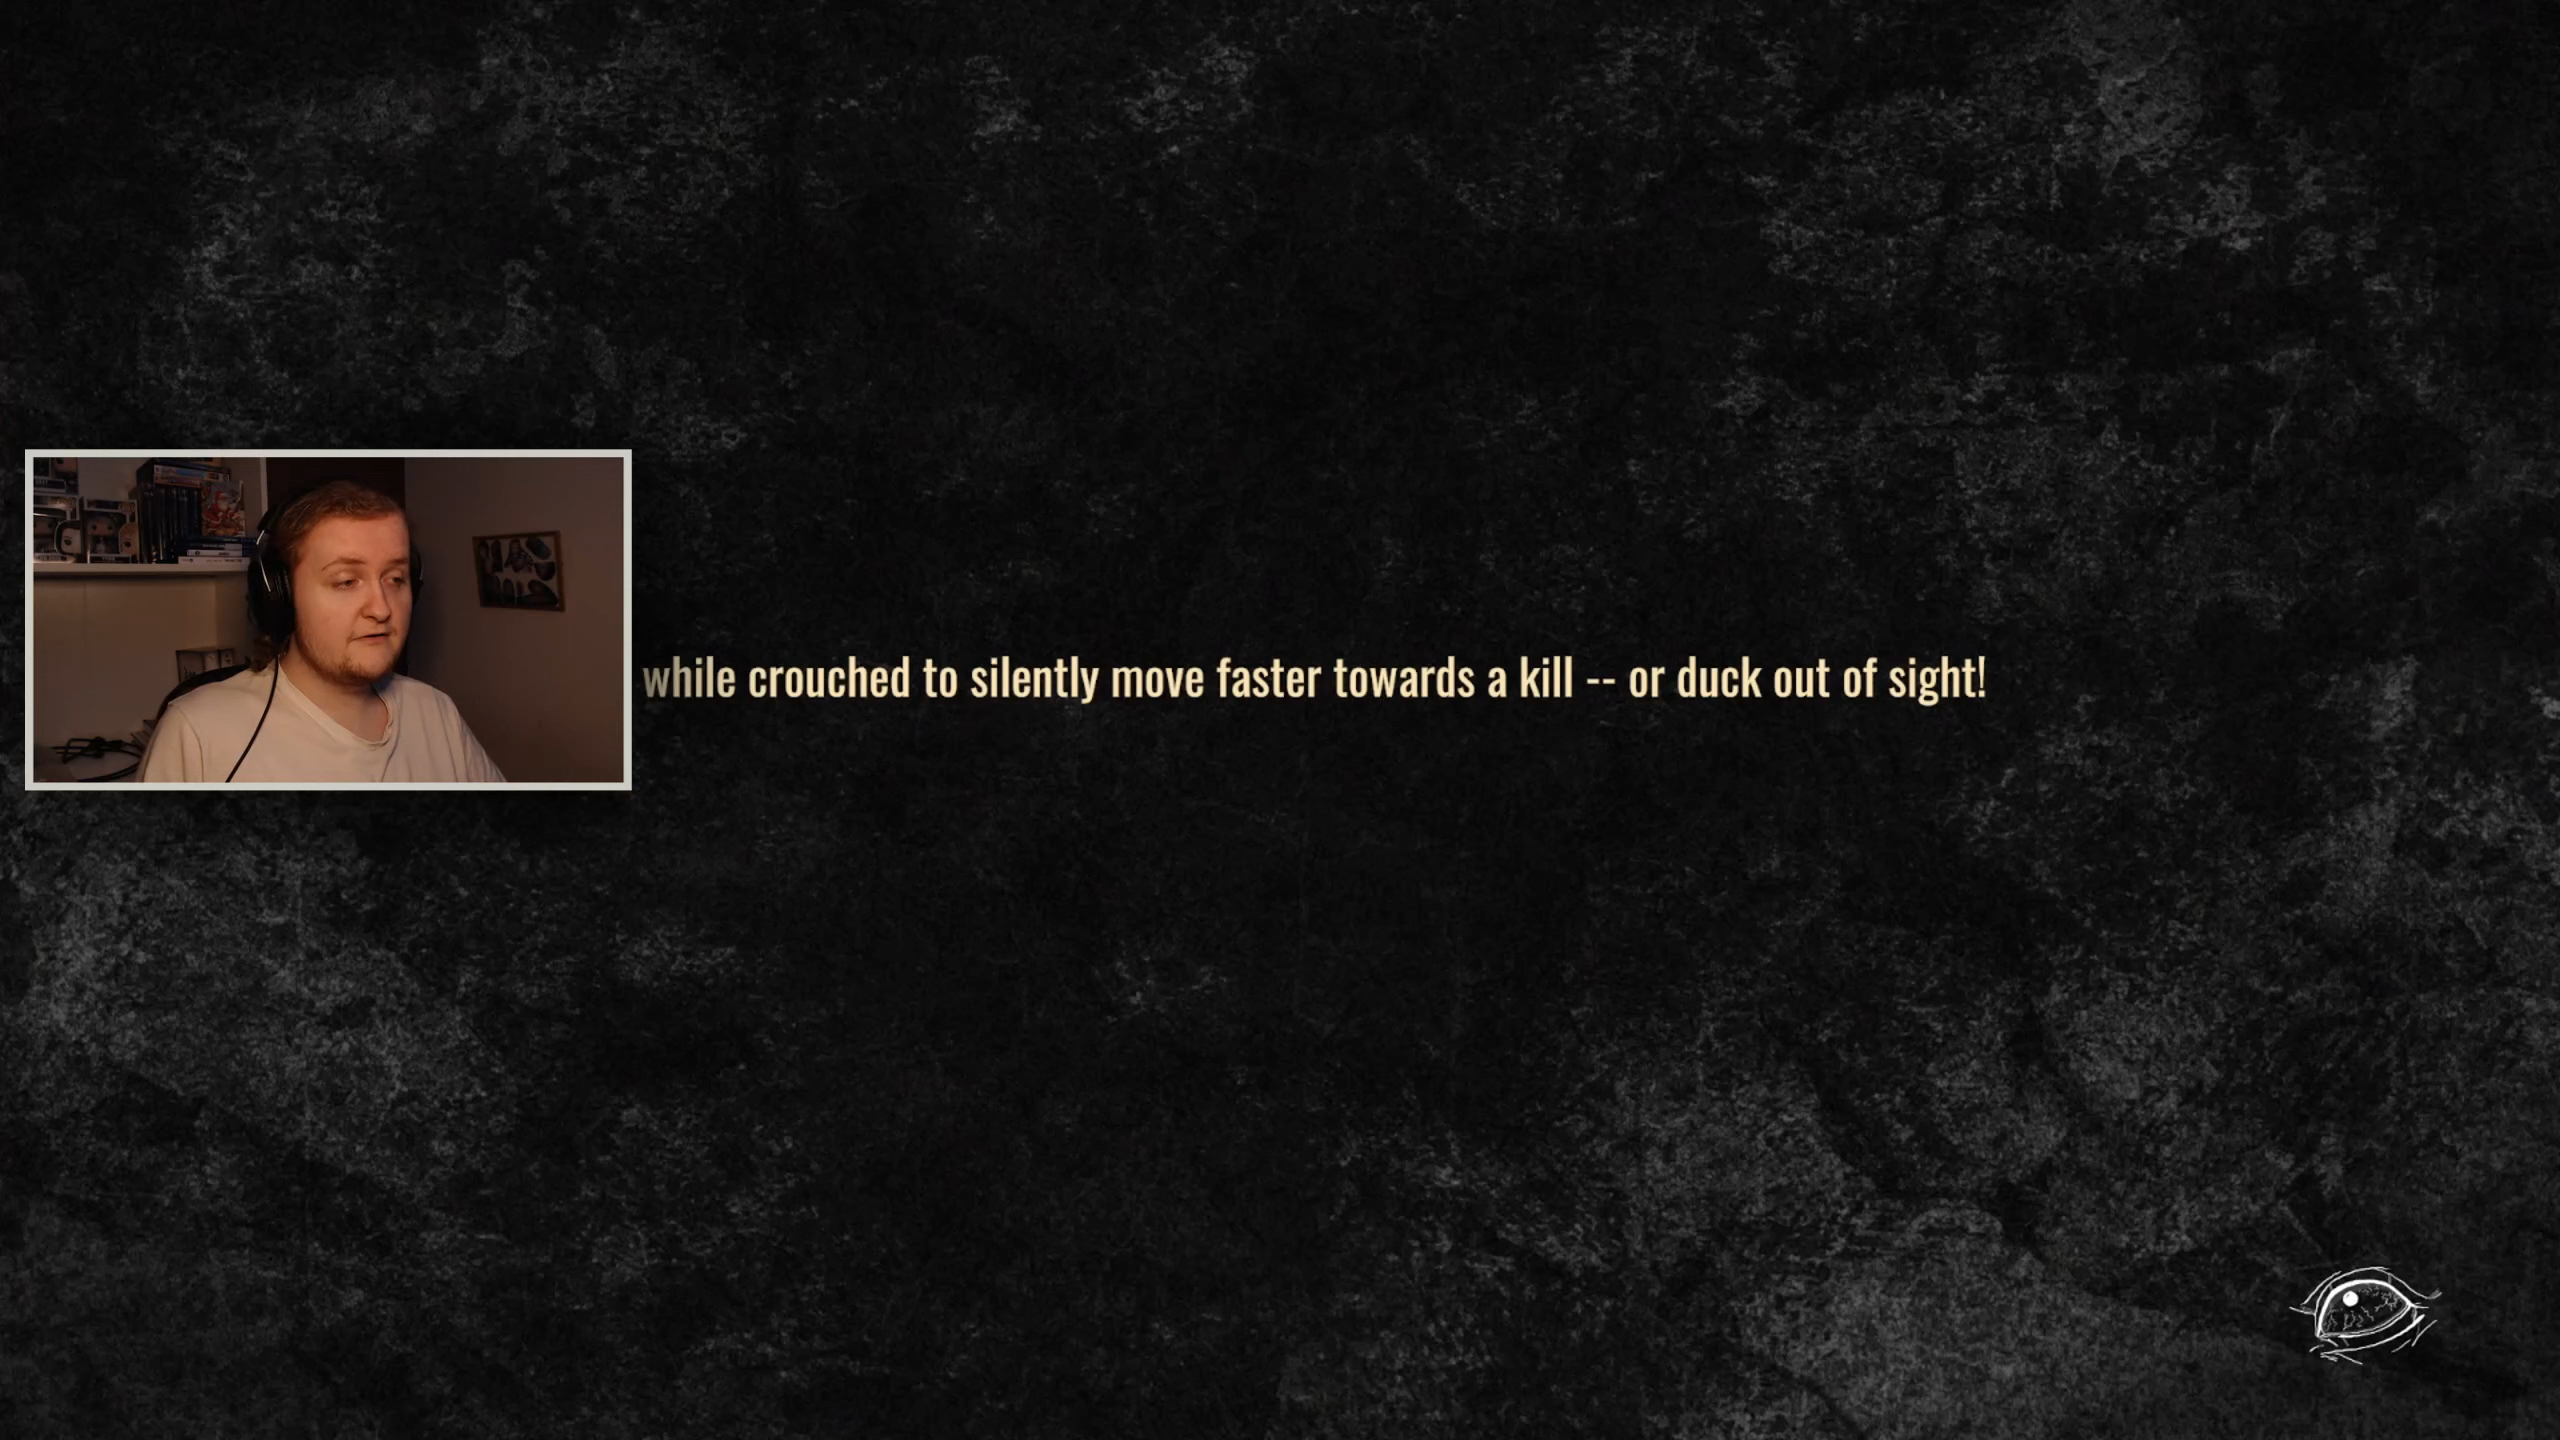 while crouched to silently move faster towards a kill -- or duck out of sight!